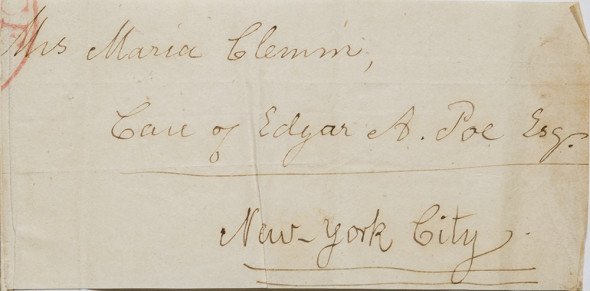 Mrs Maria Clemm,
Care of Edgar A. Poe Esq.
New-York City.